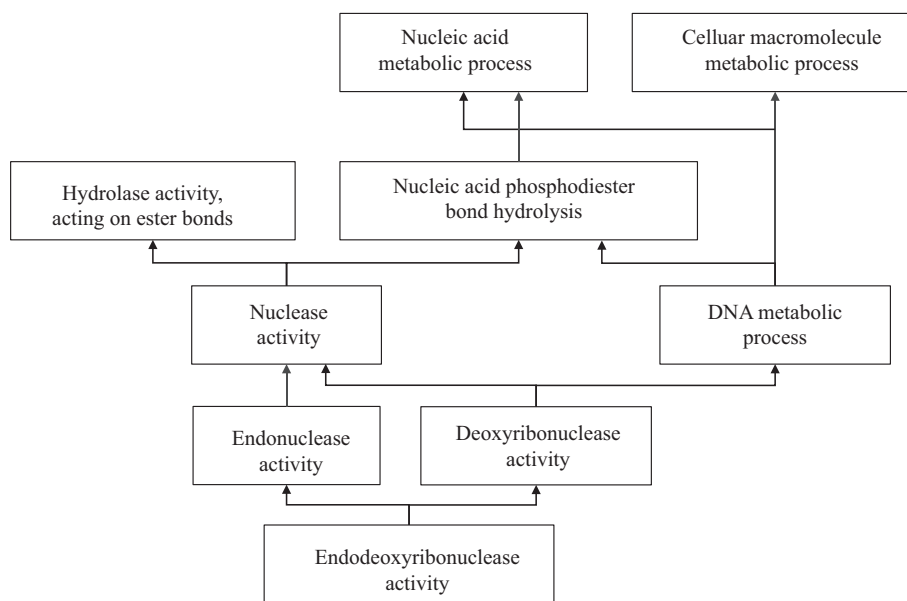 Nucleic acid
metabolic process
Celluar macromolecule
metabolic process
Hydrolase activity,
acting on ester bonds
Nucleic acid phosphodiester
bond hydrolysis
Nuclease
activity
DNA metabolic
process
Endonuclease
activity
Deoxyribonuclease
activity
Endodeoxyribonuclease
activity